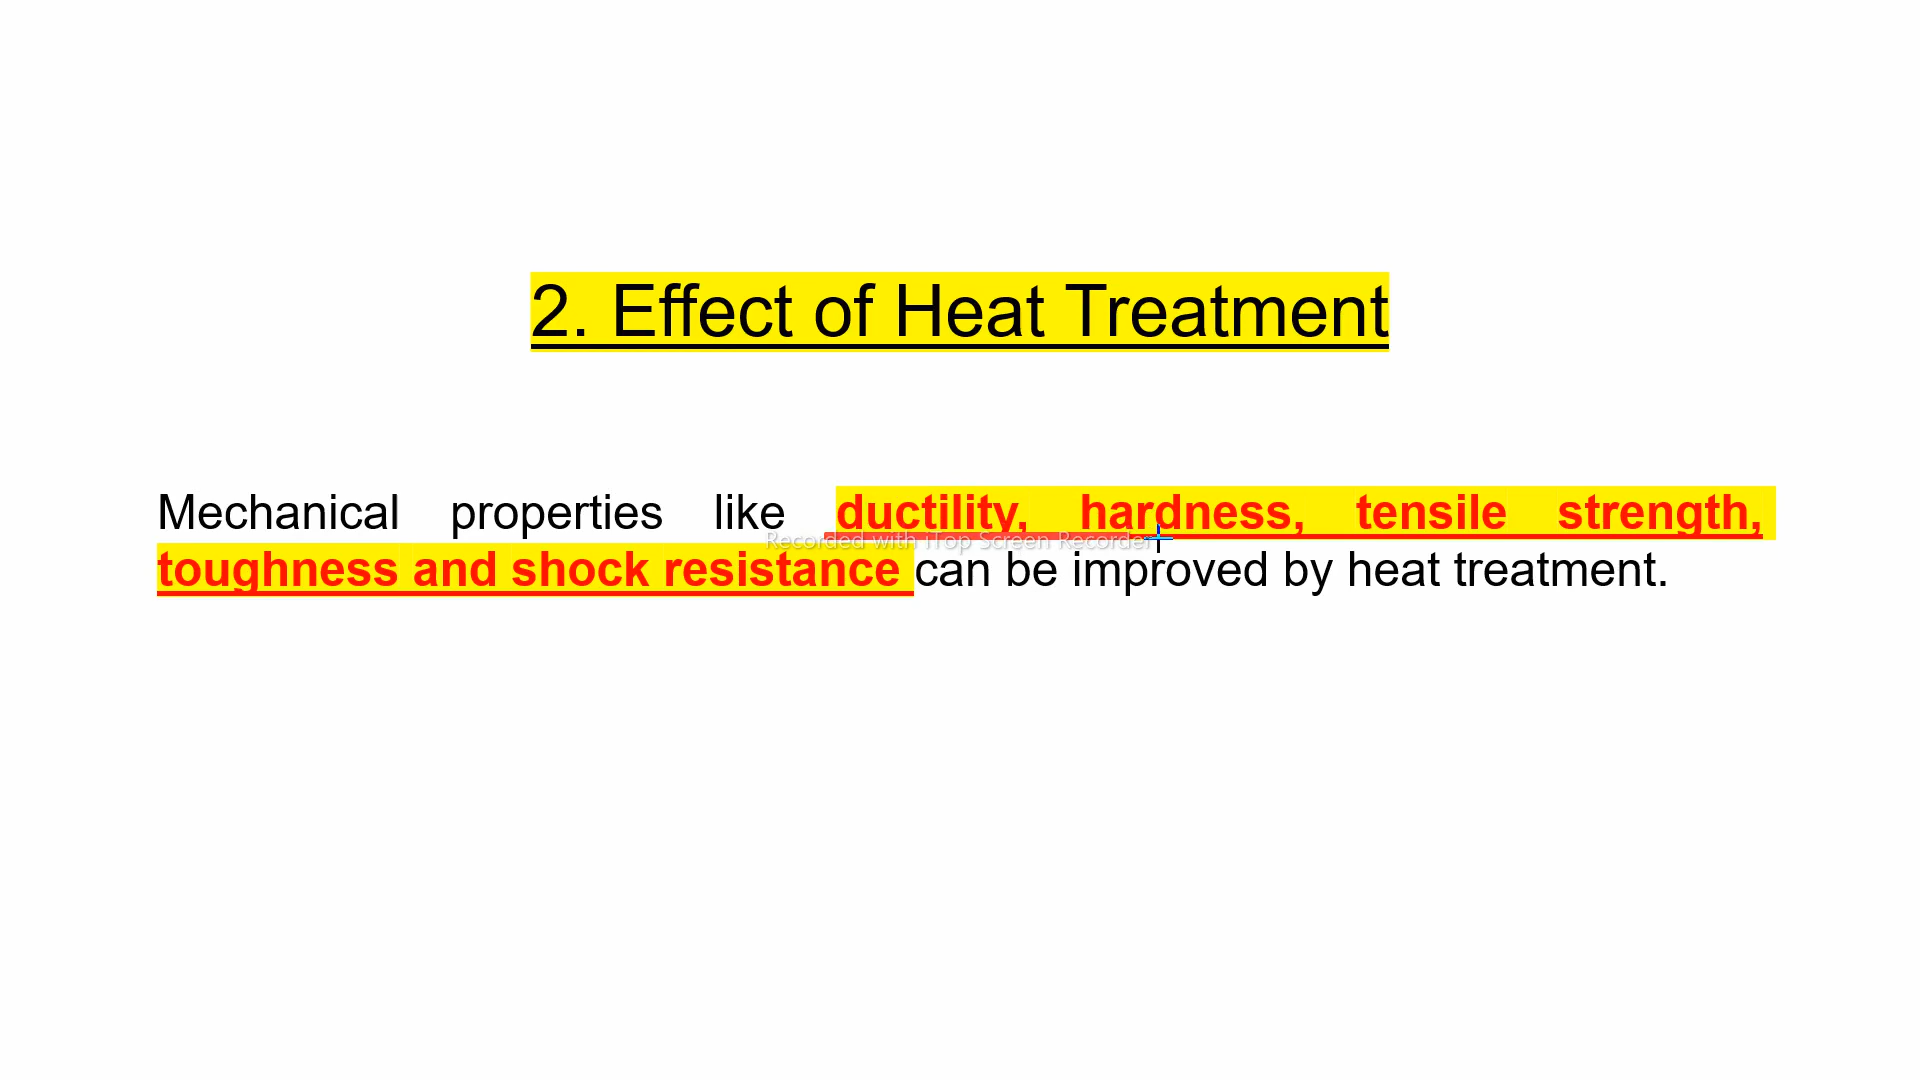 2. Effect of Heat Treatment
Mechanical properties like ductility, hardness, tensile strength,
Recorded with iTop Screen Recorder
toughness and shock resistance can be improved by heat treatment.